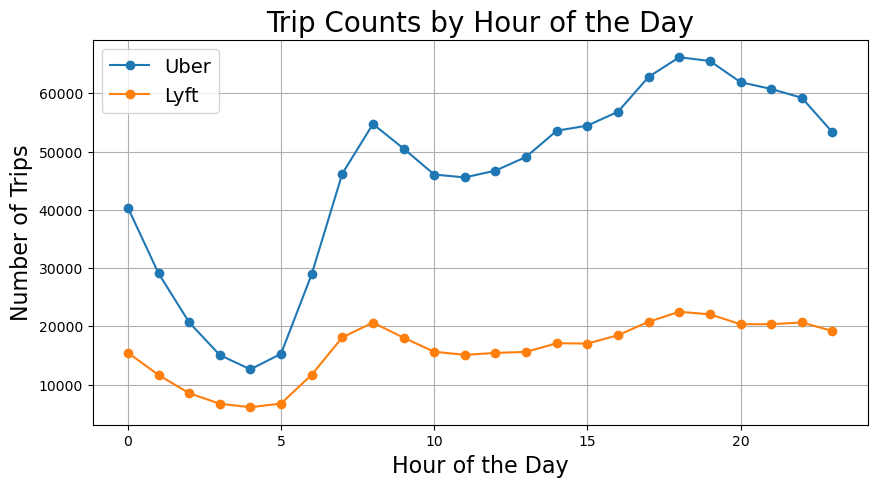 Trip Counts by Hour of the Day
Uber
Lyft
Number of Trips
60000
50000
40000
30000
20000
10000
0 5 10 15 20
Hour of the Day